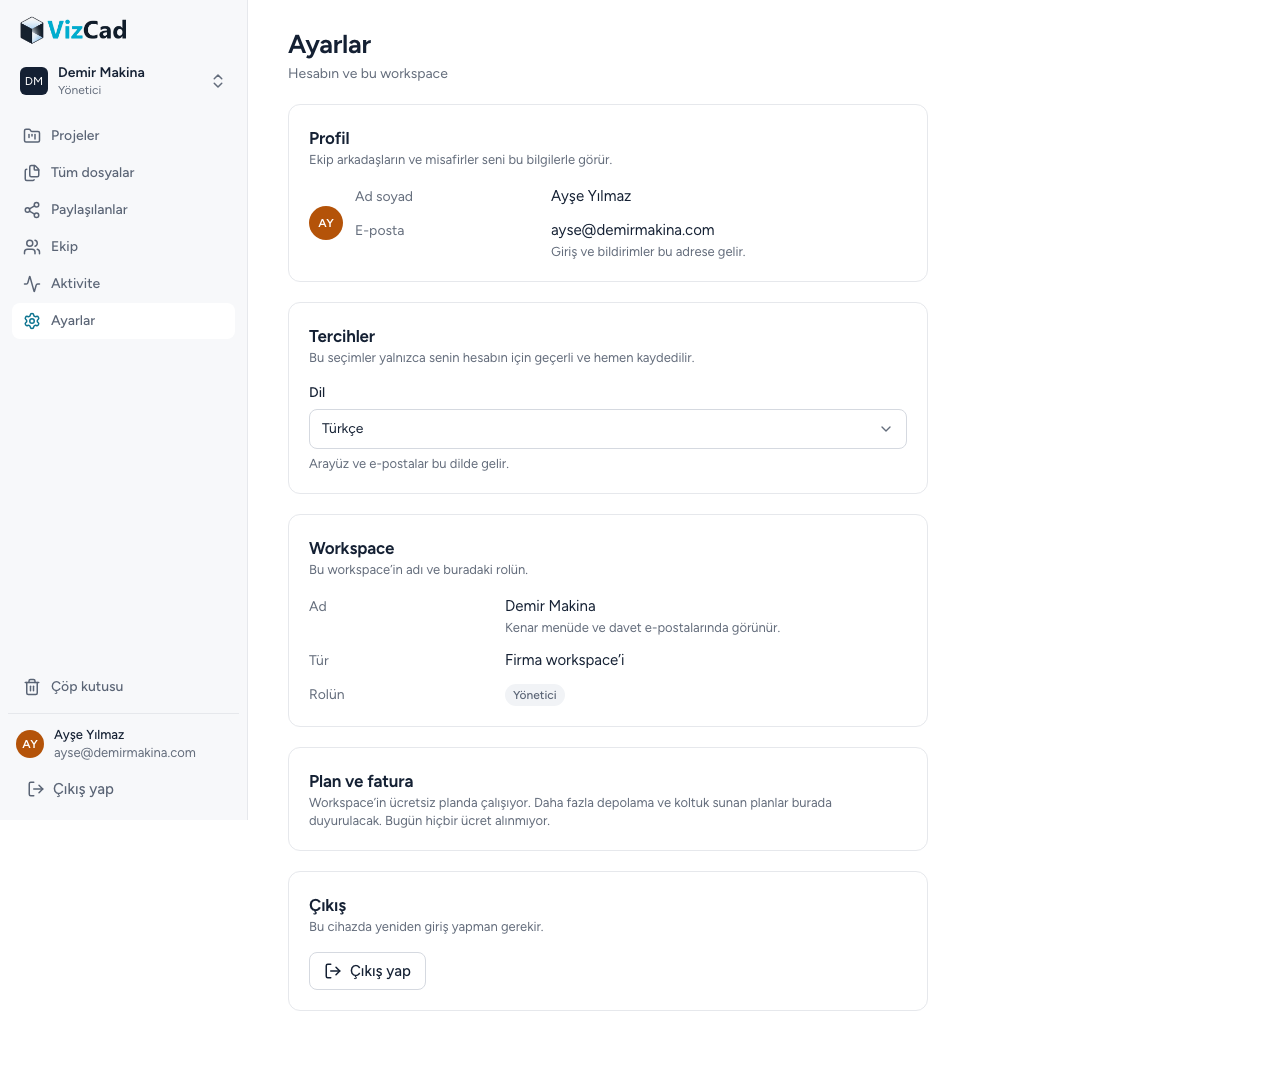 VizCad
DM
Demir Makina
Yönetici
Projeler
Tüm dosyalar
Paylaşılanlar
Ekip
Aktivite
Ayarlar
Çöp kutusu
AY
Ayşe Yılmaz
ayse@demirmakina.com
Çıkış yap
Ayarlar
Hesabın ve bu workspace
Profil
Ekip arkadaşların ve misafirler seni bu bilgilerle görür.
AY
Ad soyad
Ayşe Yılmaz
E-posta
ayse@demirmakina.com
Giriş ve bildirimler bu adrese gelir.
Tercihler
Bu seçimler yalnızca senin hesabın için geçerli ve hemen kaydedilir.
Dil
Türkçe
Arayüz ve e-postalar bu dilde gelir.
Workspace
Bu workspace’in adı ve buradaki rolün.
Ad
Demir Makina
Kenar menüde ve davet e-postalarında görünür.
Tür
Firma workspace’i
Rolün
Yönetici
Plan ve fatura
Workspace’in ücretsiz planda çalışıyor. Daha fazla depolama ve koltuk sunan planlar burada
duyurulacak. Bugün hiçbir ücret alınmıyor.
Çıkış
Bu cihazda yeniden giriş yapman gerekir.
Çıkış yap